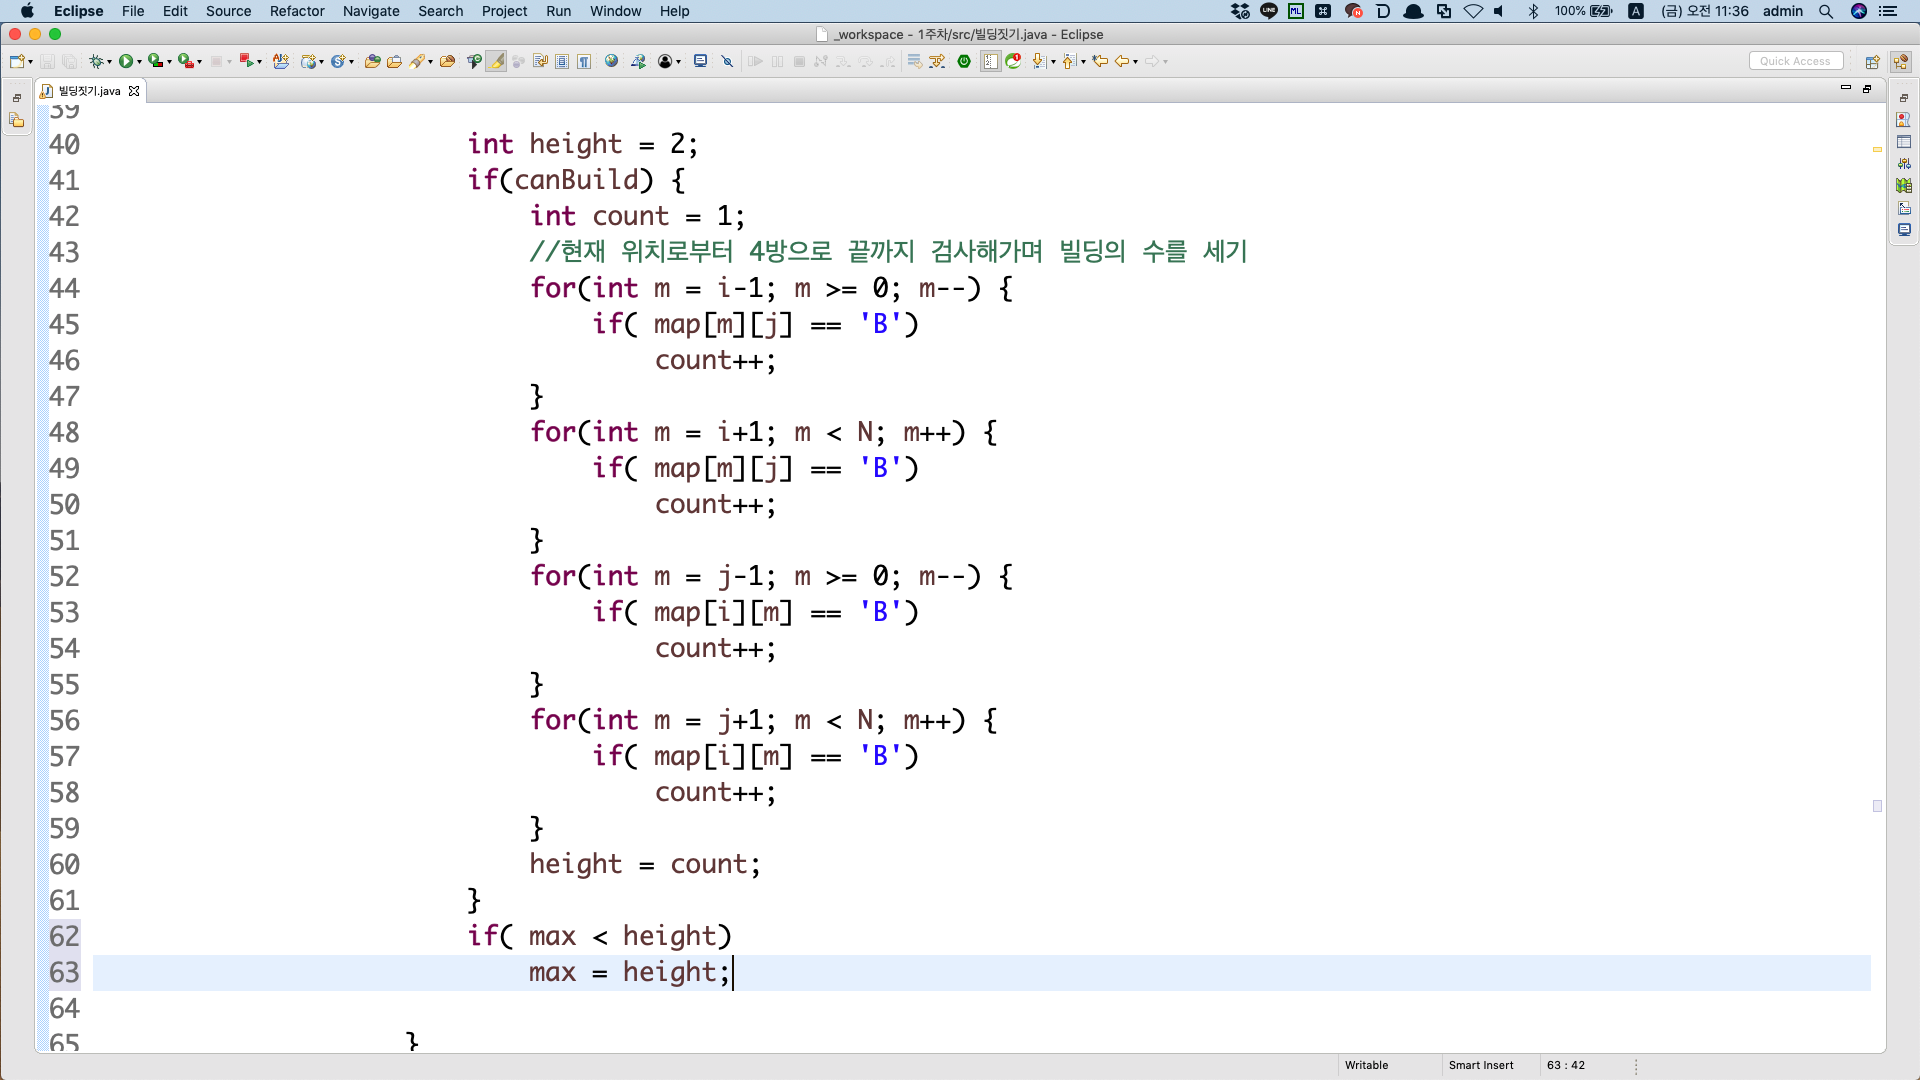 Eclipse File Edit Source Refactor Navigate Search Project Run Window Help 100% A (금) 오전 11:36 admin
_workspace - 1주차/src/빌딩짓기.java - Eclipse
Quick Access
빌딩짓기.java
39
40 int height = 2;
41 if(canBuild) {
42 int count = 1;
43 //현재 위치로부터 4방으로 끝까지 검사해가며 빌딩의 수를 세기
44 for(int m = i-1; m >= 0; m--) {
45 if( map[m][j] == 'B')
46 count++;
47 }
48 for(int m = i+1; m < N; m++) {
49 if( map[m][j] == 'B')
50 count++;
51 }
52 for(int m = j-1; m >= 0; m--) {
53 if( map[i][m] == 'B')
54 count++;
55 }
56 for(int m = j+1; m < N; m++) {
57 if( map[i][m] == 'B')
58 count++;
59 }
60 height = count;
61 }
62 if( max < height)
63 max = height;
64
65 }
Writable Smart Insert 63 : 42